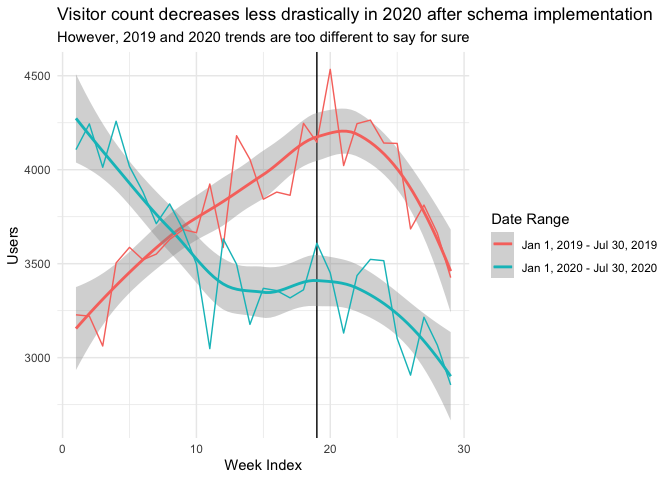 Visitor count decreases less drastically in 2020 after schema implementation
However, 2019 and 2020 trends are too different to say for sure
4500
4000
3500
3000
Users
0
10
20
30
Week Index
Date Range
Jan 1, 2019 - Jul 30, 2019
Jan 1, 2020 - Jul 30, 2020